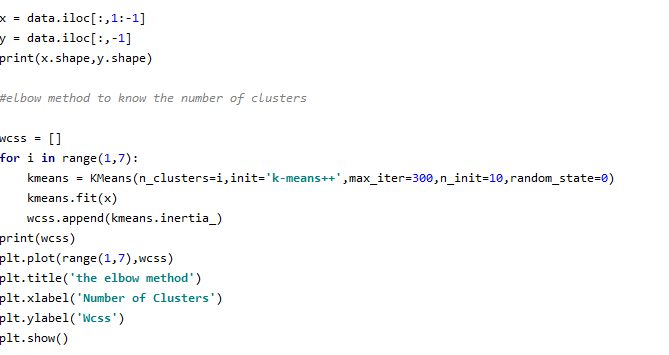 x = data.iloc[:,1:-1]
y = data.iloc[:,-1]
print(x.shape,y.shape)
#elbow method to know the number of clusters
wcss = []
for i in range(1,7):
    kmeans = KMeans(n_clusters=i,init='k-means++',max_iter=300,n_init=10,random_state=0)
    kmeans.fit(x)
    wcss.append(kmeans.inertia_)
print(wcss)
plt.plot(range(1,7),wcss)
plt.title('the elbow method')
plt.xlabel('Number of Clusters')
plt.ylabel('Wcss')
plt.show()